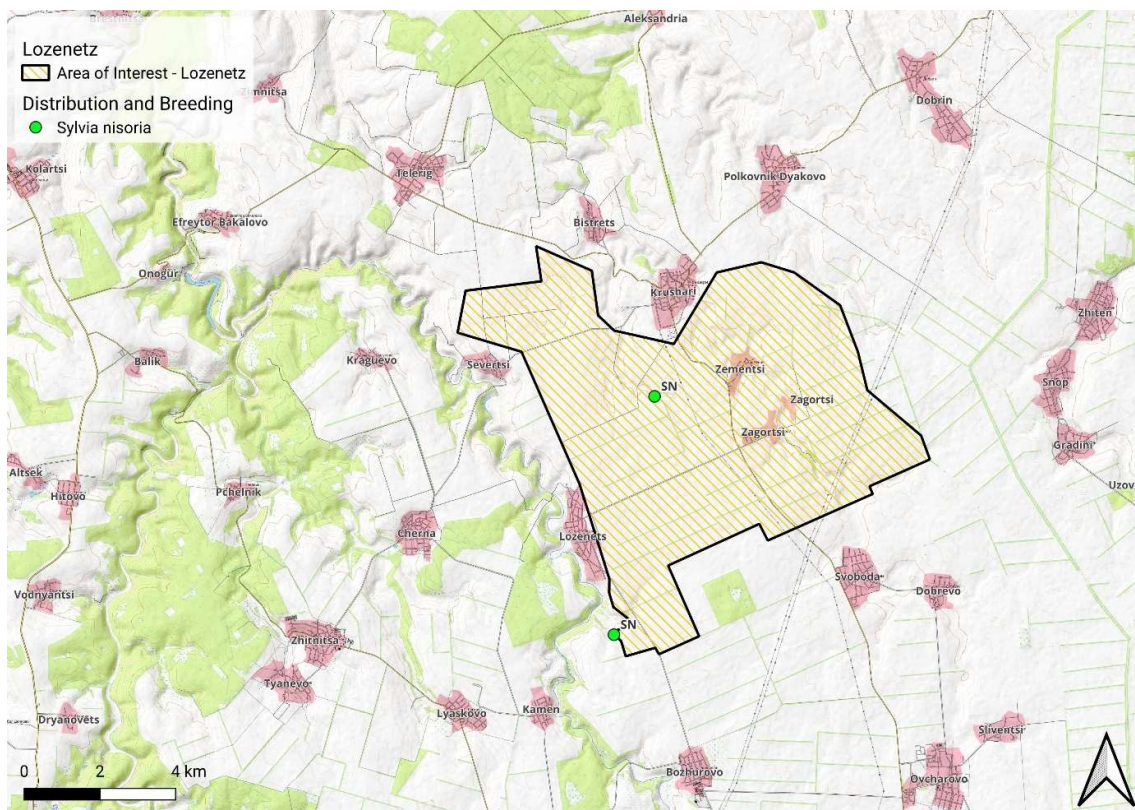 Lozenetz
Area of Interest - Lozenetz
Distribution and Breeding
Sylvia nisoria
Aleksandria
Dobrin
Kolartsi
Telerig
Polkovnik Dyakovo
Efreytor Bakalovo
Bistrets
Onogur
Krushari
Zhiten
Balik
Kraguevo
Severtsi
Zementsi
Snop
SN
Zagortsi
Zagortsi
Gradini
Altsek
Hitovo
Pchelnik
Uzov
Cherna
Lozenets
Svoboda
Dobrevo
Vodnyantsi
SN
Zhitnitsa
Tyanevo
Dryanovets
Lyaskovo
Kamen
Sliventsi
Bozhurovo
Ovcharovo
0 2 4 km